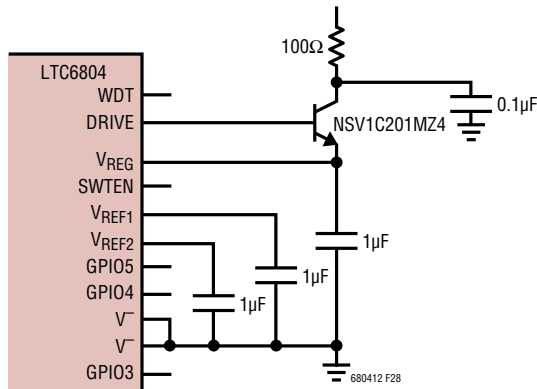 100Ω
LTC6804
WDT
0.1µF
DRIVE
NSV1C201MZ4
VREG
SWTEN
VREF1
VREF2
1µF
GPIO5
1µF
GPIO4
1µF
V–
V–
680412 F28
GPIO3